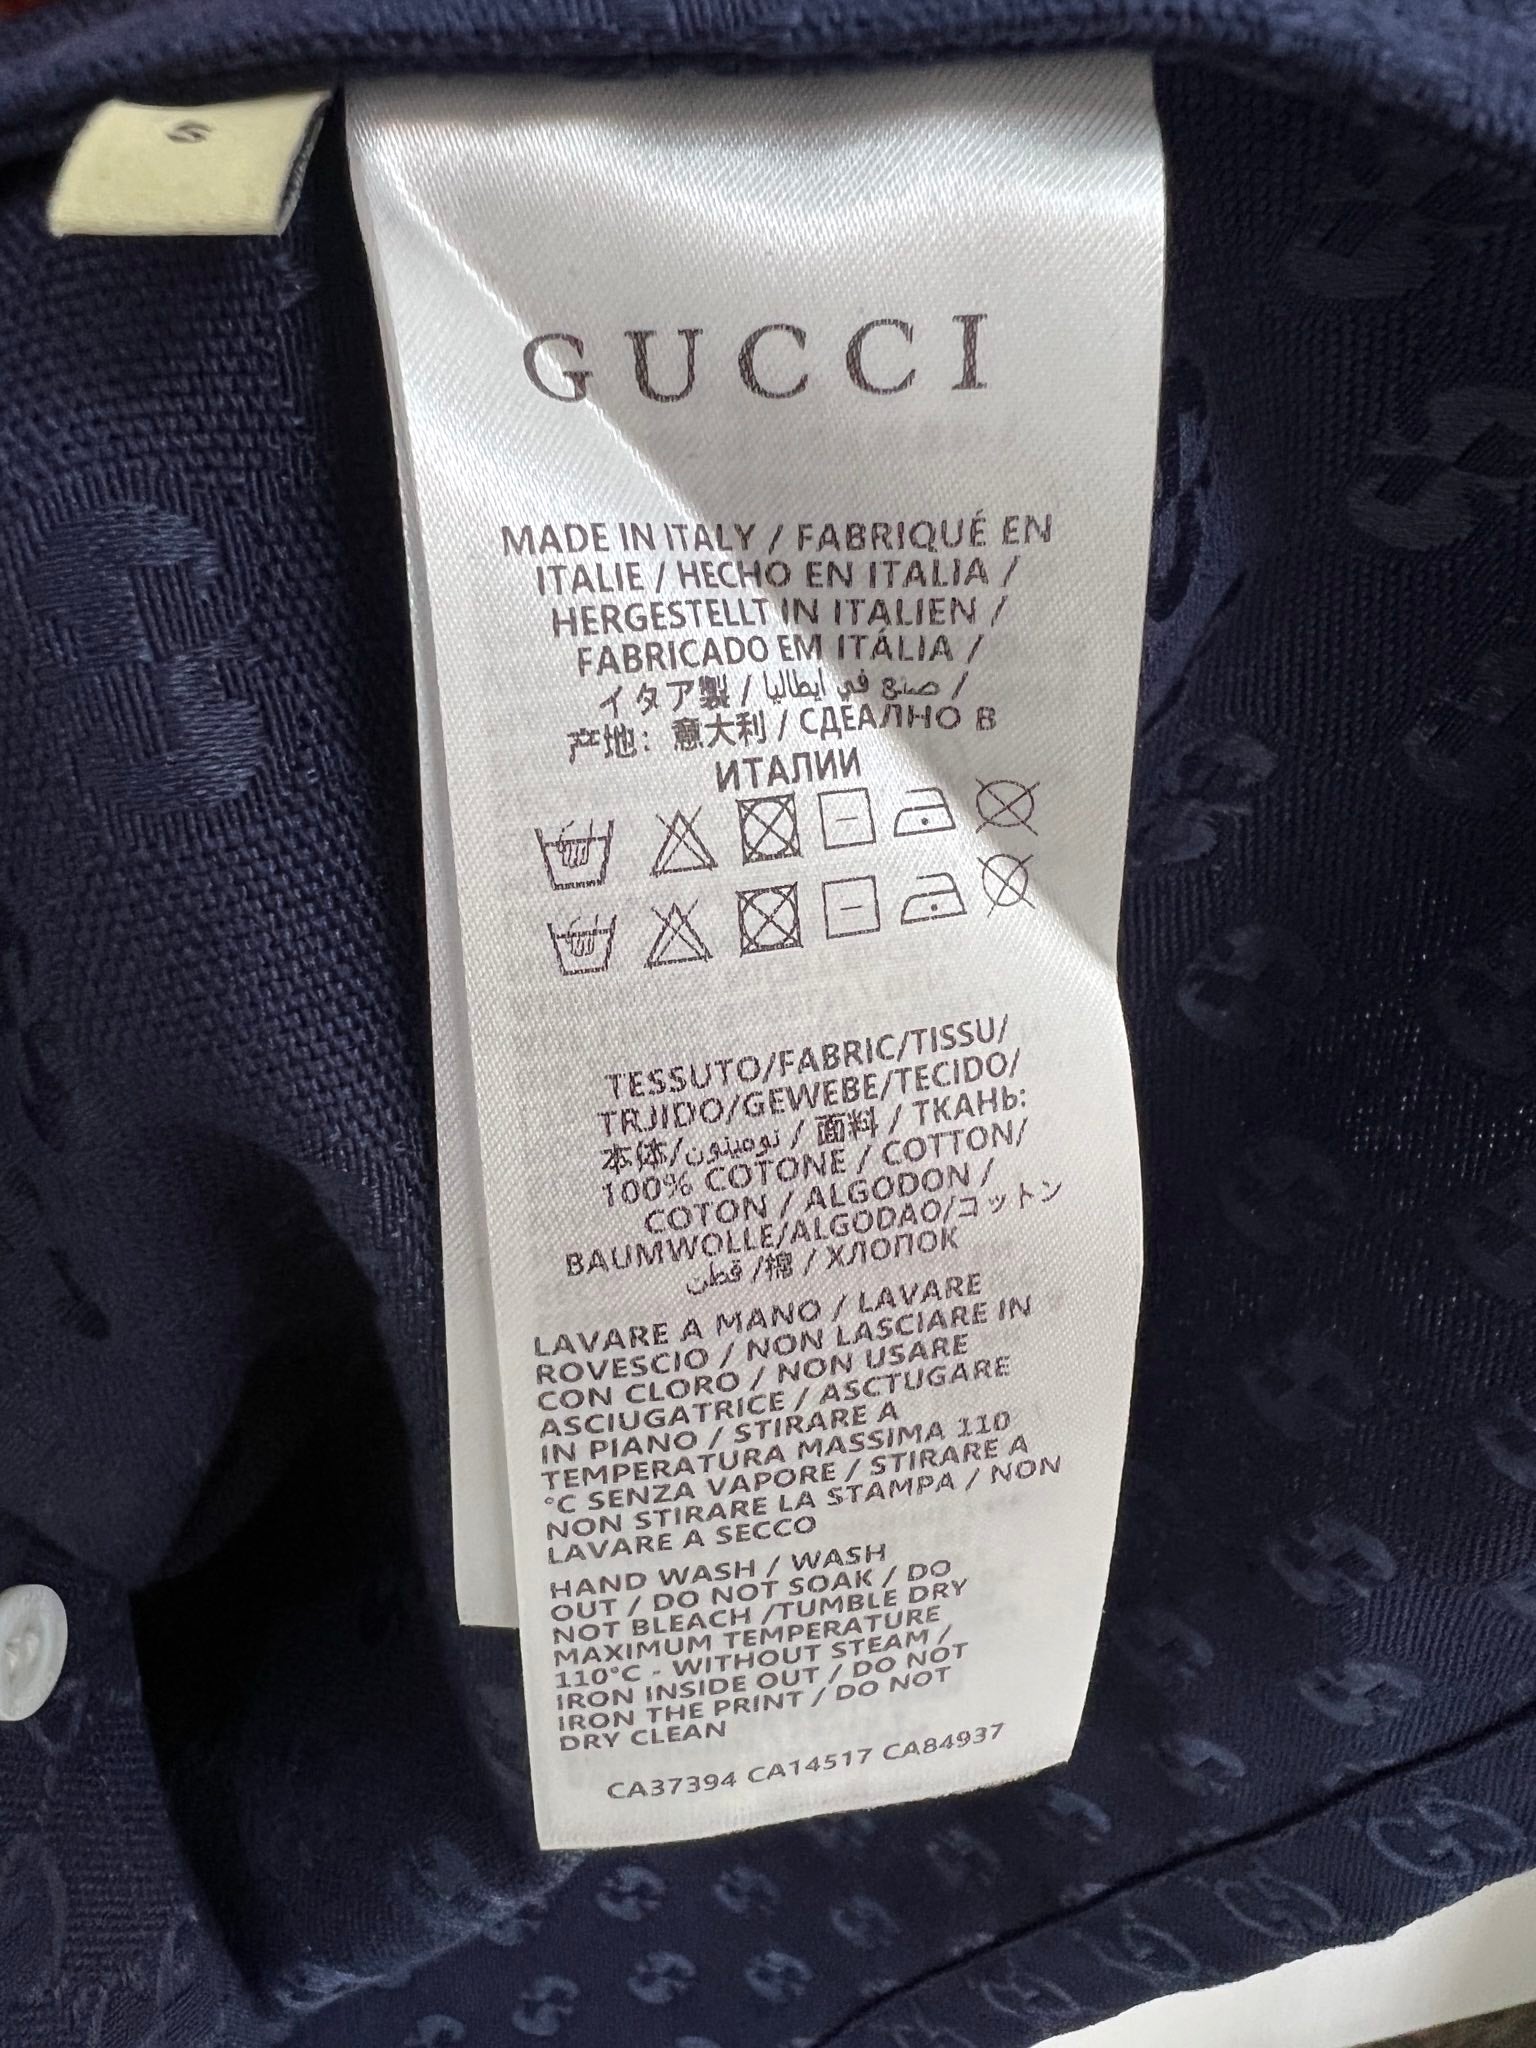 S
GUCCI
MADE IN ITALY / FABRIQUÉ EN
ITALIE / HECHO EN ITALIA /
HERGESTELLT IN ITALIEN /
FABRICADO EM ITÁLIA /
イタア製 / صنع في ايطاليا /
产地：意大利 / СДЕАЛНО В
ИТАЛИИ
TESSUTO/FABRIC/TISSU/
TRJIDO/GEWEBE/TECIDO/
本体/نومينون / 面料 / ТКАНЬ:
100% COTONE / COTTON/
COTON / ALGODON /
BAUMWOLLE/ALGODAO/コットン
قطن /棉 / ХЛОПОК
LAVARE A MANO / LAVARE
ROVESCIO / NON LASCIARE IN
CON CLORO / NON USARE
ASCIUGATRICE / ASCTUGARE
IN PIANO / STIRARE A
TEMPERATURA MASSIMA 110
°C SENZA VAPORE / STIRARE A
NON STIRARE LA STAMPA / NON
LAVARE A SECCO
HAND WASH / WASH
OUT / DO NOT SOAK / DO
NOT BLEACH /TUMBLE DRY
MAXIMUM TEMPERATURE
110°C - WITHOUT STEAM /
IRON INSIDE OUT / DO NOT
IRON THE PRINT / DO NOT
DRY CLEAN
CA37394 CA14517 CA84937